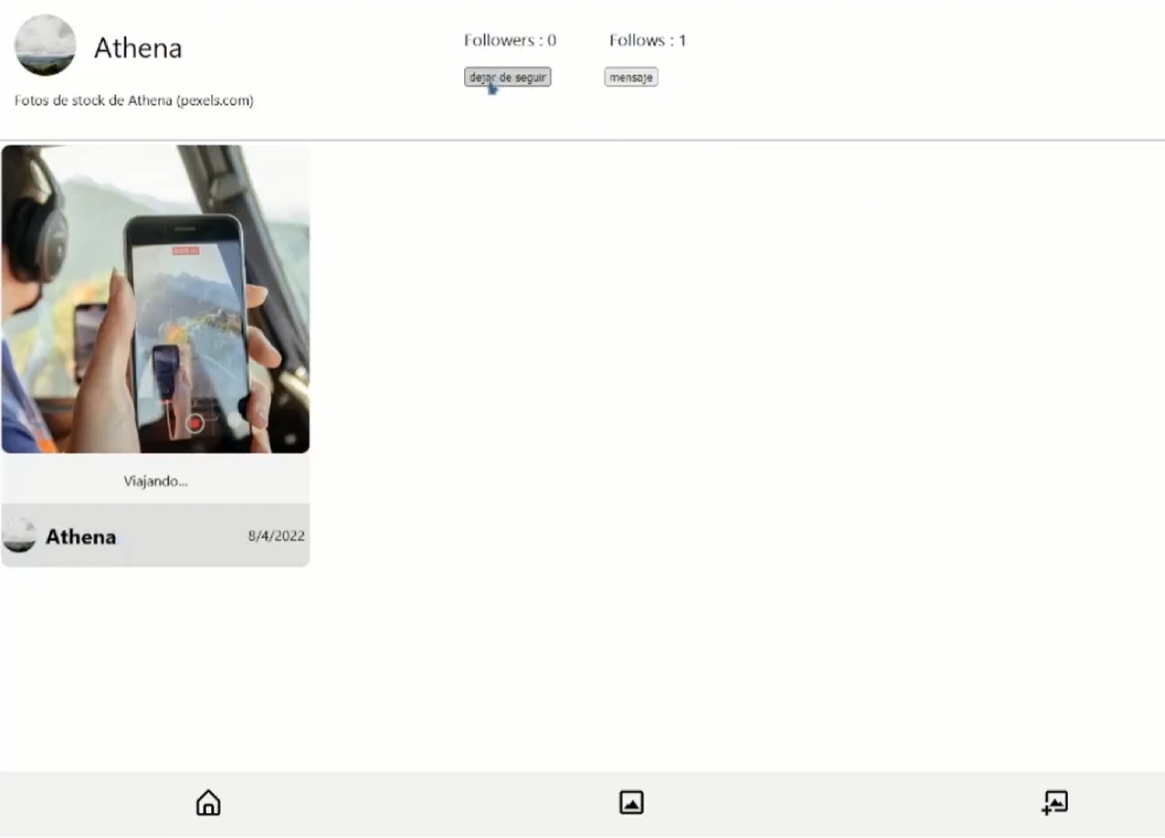 Athena
Followers : 0
Follows : 1
dejar de seguir
mensaje
Fotos de stock de Athena (pexels.com)
Viajando...
Athena
8/4/2022